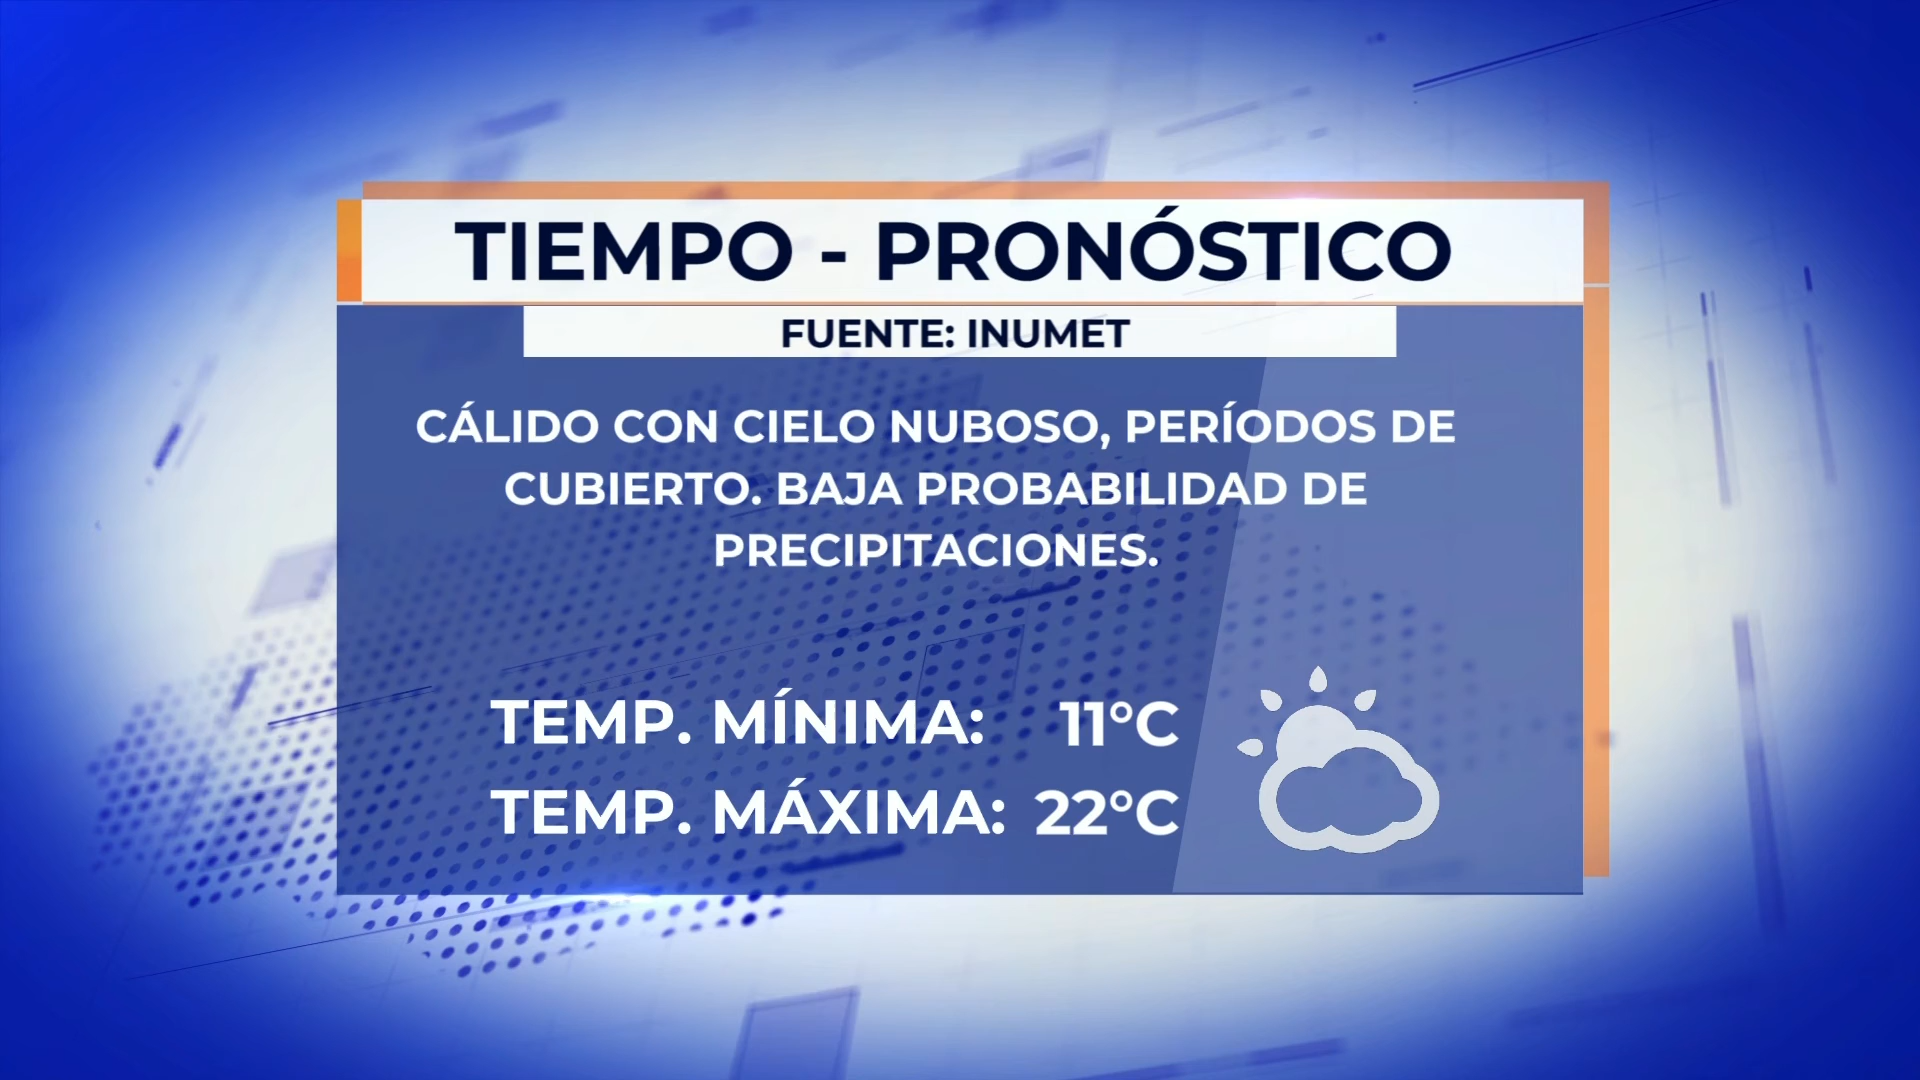 TIEMPO - PRONÓSTICO
FUENTE: INUMET
CÁLIDO CON CIELO NUBOSO, PERÍODOS DE
CUBIERTO. BAJA PROBABILIDAD DE
PRECIPITACIONES.
TEMP. MÍNIMA: 11°C
TEMP. MÁXIMA: 22°C